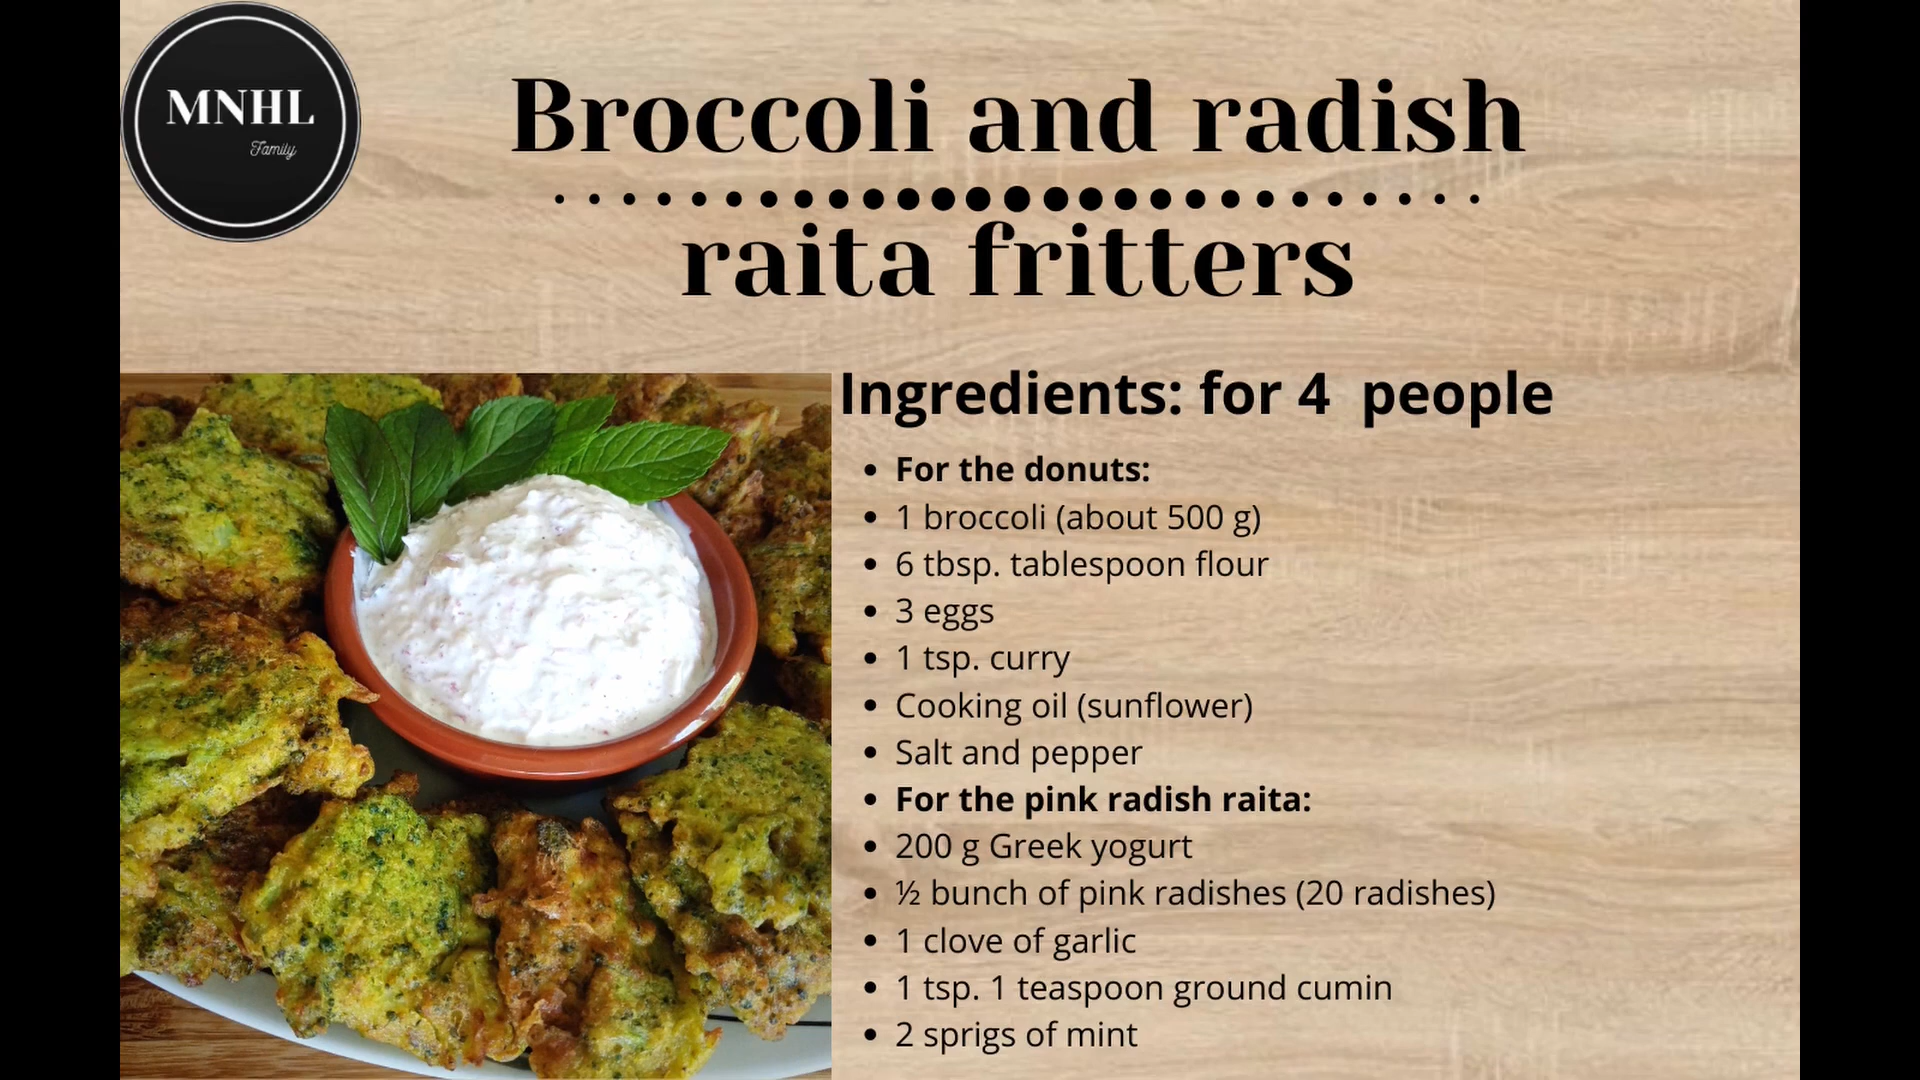 MNHL
Family
Broccoli and radish
raita fritters
Ingredients: for 4 people
For the donuts:
1 broccoli (about 500 g)
6 tbsp. tablespoon flour
3 eggs
1 tsp. curry
Cooking oil (sunflower)
Salt and pepper
For the pink radish raita:
200 g Greek yogurt
½ bunch of pink radishes (20 radishes)
1 clove of garlic
1 tsp. 1 teaspoon ground cumin
2 sprigs of mint